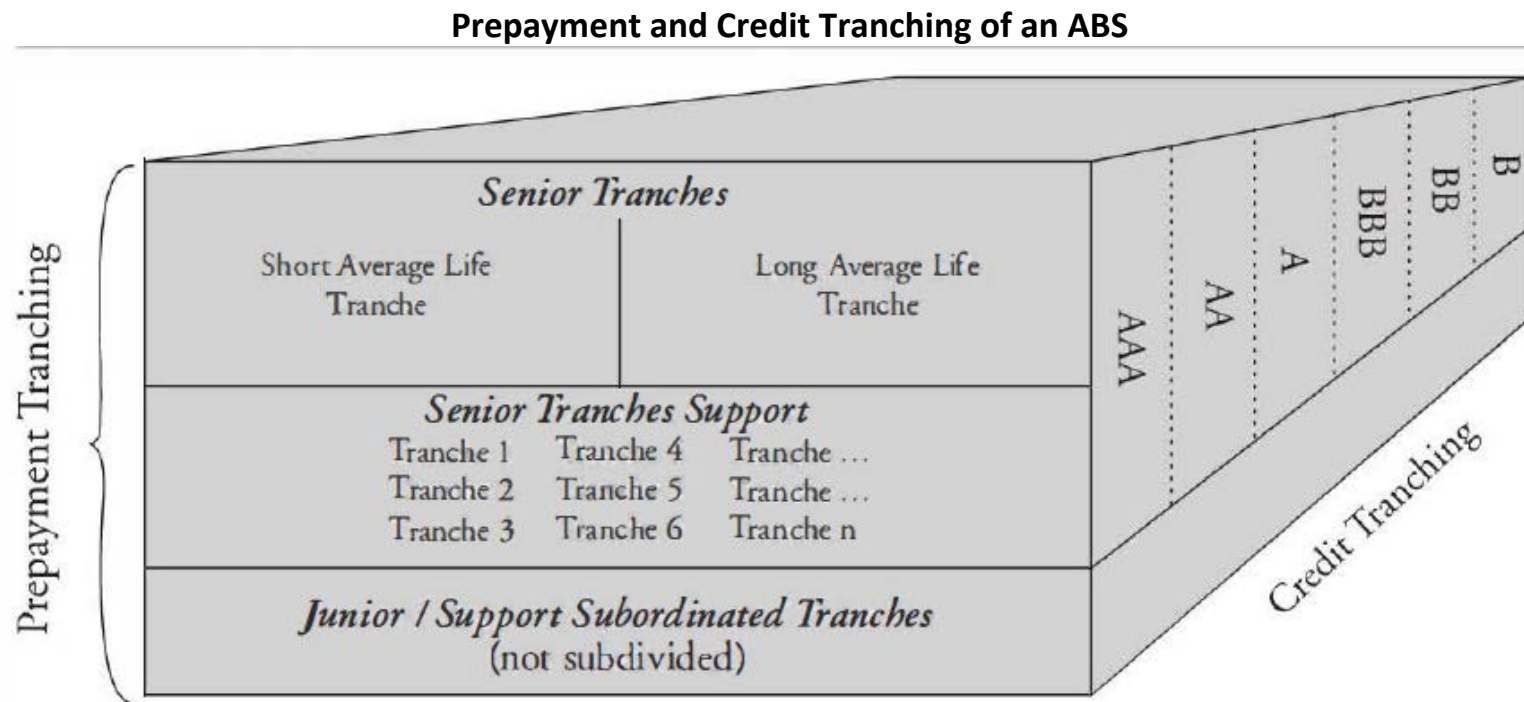 Prepayment and Credit Tranching of an ABS
Prepayment Tranching
Senior Tranches
Short Average Life
Tranche
Long Average Life
Tranche
Senior Tranches Support
Tranche 1 Tranche 4 Tranche ...
Tranche 2 Tranche 5 Tranche ...
Tranche 3 Tranche 6 Tranche n
Junior / Support Subordinated Tranches
(not subdivided)
AAA
AA
A
BBB
BB
B
Credit Tranching